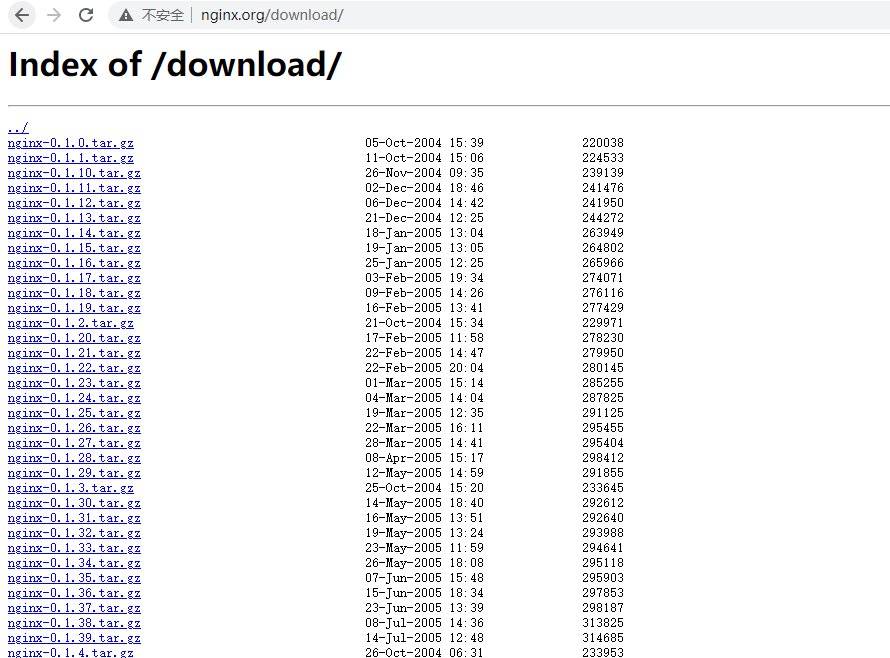 不安全 | nginx.org/download/
Index of /download/
../
nginx-0.1.0.tar.gz 05-Oct-2004 15:39 220038
nginx-0.1.1.tar.gz 11-Oct-2004 15:06 224533
nginx-0.1.10.tar.gz 26-Nov-2004 09:35 239139
nginx-0.1.11.tar.gz 02-Dec-2004 18:46 241476
nginx-0.1.12.tar.gz 06-Dec-2004 14:42 241950
nginx-0.1.13.tar.gz 21-Dec-2004 12:25 244272
nginx-0.1.14.tar.gz 18-Jan-2005 13:04 263949
nginx-0.1.15.tar.gz 19-Jan-2005 13:05 264802
nginx-0.1.16.tar.gz 25-Jan-2005 12:25 265966
nginx-0.1.17.tar.gz 03-Feb-2005 19:34 274071
nginx-0.1.18.tar.gz 09-Feb-2005 14:26 276116
nginx-0.1.19.tar.gz 16-Feb-2005 13:41 277429
nginx-0.1.2.tar.gz 21-Oct-2004 15:34 229971
nginx-0.1.20.tar.gz 17-Feb-2005 11:58 278230
nginx-0.1.21.tar.gz 22-Feb-2005 14:47 279950
nginx-0.1.22.tar.gz 22-Feb-2005 20:04 280145
nginx-0.1.23.tar.gz 01-Mar-2005 15:14 285255
nginx-0.1.24.tar.gz 04-Mar-2005 14:04 287825
nginx-0.1.25.tar.gz 19-Mar-2005 12:35 291125
nginx-0.1.26.tar.gz 22-Mar-2005 16:11 295455
nginx-0.1.27.tar.gz 28-Mar-2005 14:41 295404
nginx-0.1.28.tar.gz 08-Apr-2005 15:17 298412
nginx-0.1.29.tar.gz 12-May-2005 14:59 291855
nginx-0.1.3.tar.gz 25-Oct-2004 15:20 233645
nginx-0.1.30.tar.gz 14-May-2005 18:40 292612
nginx-0.1.31.tar.gz 16-May-2005 13:51 292640
nginx-0.1.32.tar.gz 19-May-2005 13:24 293988
nginx-0.1.33.tar.gz 23-May-2005 11:59 294641
nginx-0.1.34.tar.gz 26-May-2005 18:08 295118
nginx-0.1.35.tar.gz 07-Jun-2005 15:48 295903
nginx-0.1.36.tar.gz 15-Jun-2005 18:34 297853
nginx-0.1.37.tar.gz 23-Jun-2005 13:39 298187
nginx-0.1.38.tar.gz 08-Jul-2005 14:36 313825
nginx-0.1.39.tar.gz 14-Jul-2005 12:48 314685
nginx-0.1.4.tar.gz 26-Oct-2004 06:31 233953